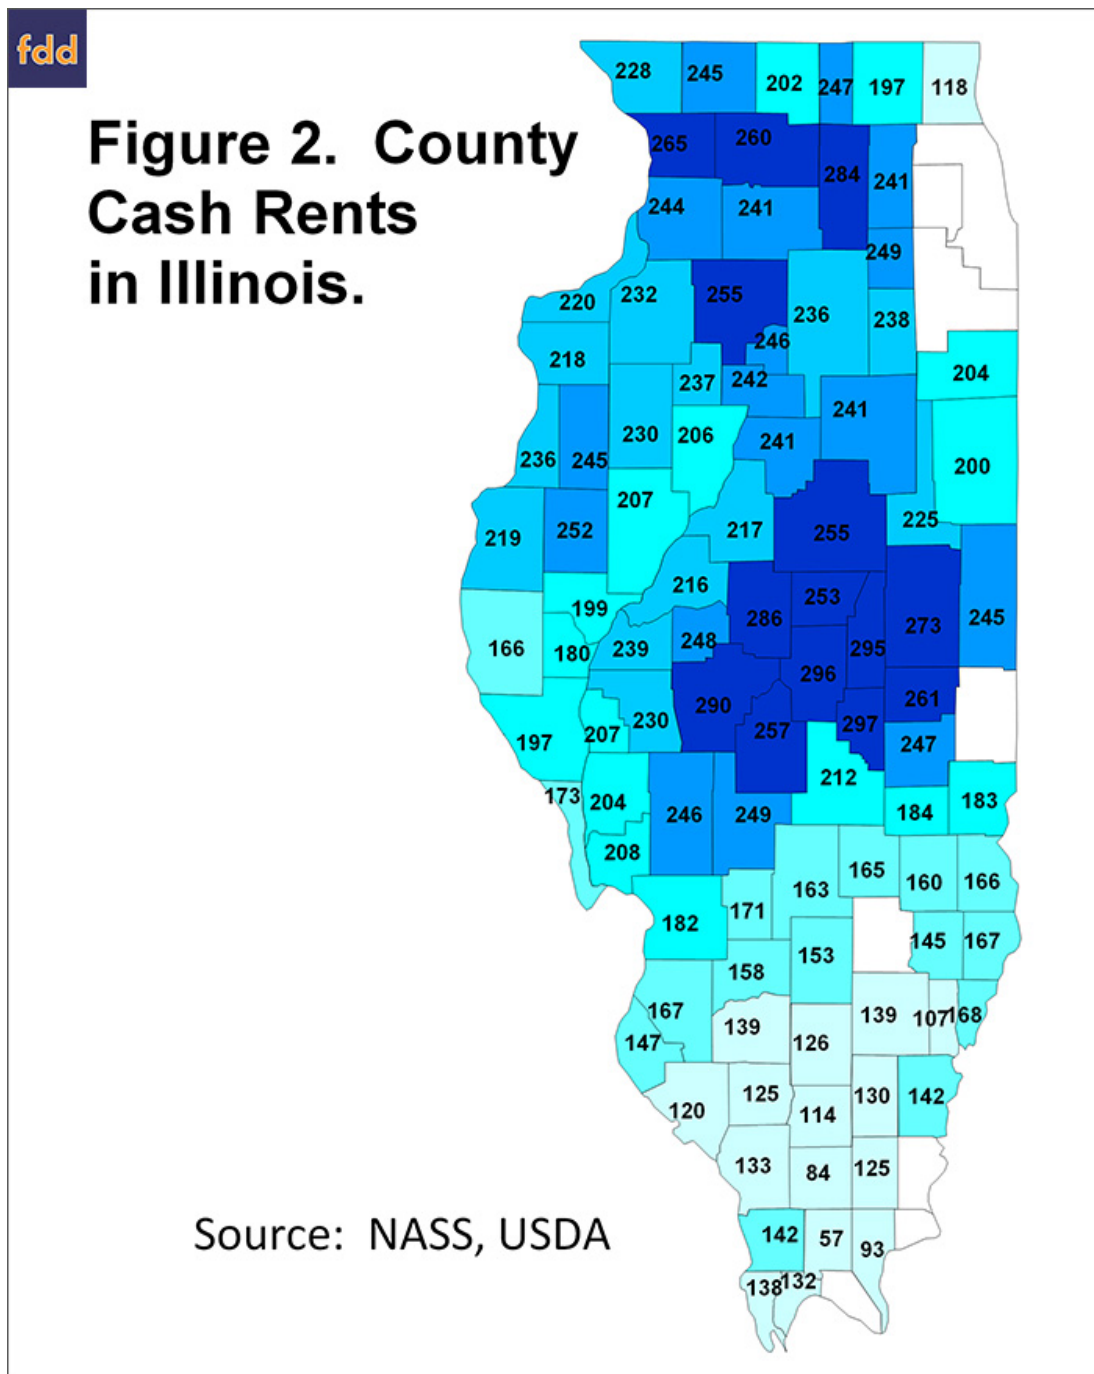 fdd
Figure 2. County
Cash Rents
in Illinois.
228 245 202 247 197 118
265 260 284 241
244 241
249
220 232 255 236 238
246
218 237 242 204
236 245 230 206 241 241
200
219 252 207 217 255 225
216
199 286 253 273 245
166 180 239 248 296 295
290 261
197 207 230 257 297 247
212
173 204 246 249 184 183
208
182 171 163 165 160 166
153 145 167
158
167 139 126 139 107 168
147
120 125 114 130 142
133 84 125
142 57 93
138 132
Source: NASS, USDA